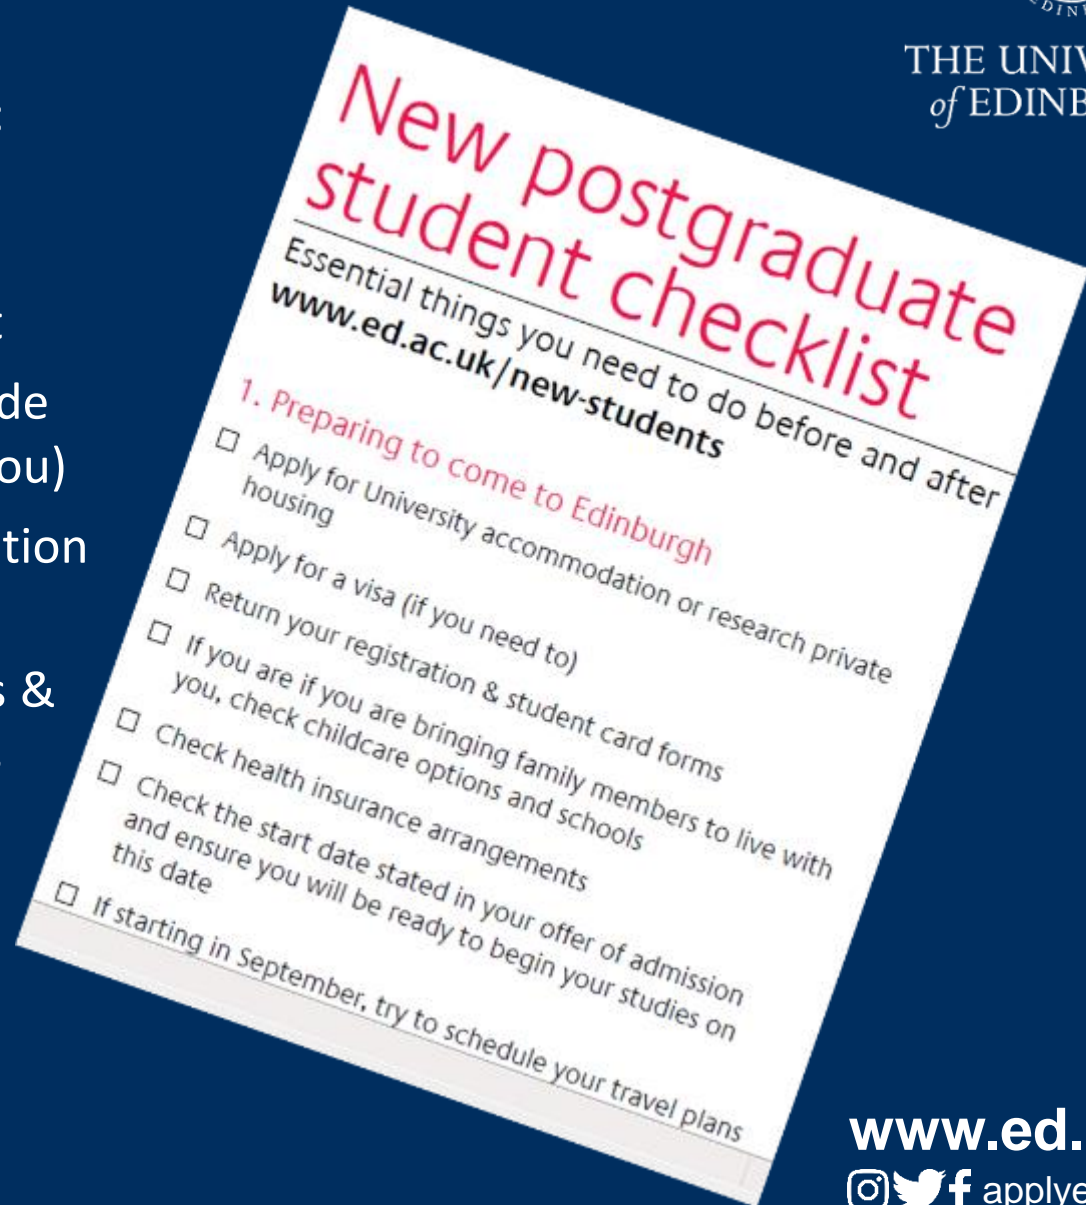 de
ou)
tion
s &
New postgraduate
student checklist
Essential things you need to do before and after
www.ed.ac.uk/new-students
1. Preparing to come to Edinburgh
Apply for University accommodation or research private
housing
Apply for a visa (if you need to)
Return your registration & student card forms
If you are if you are bringing family members to live with
you, check childcare options and schools
Check health insurance arrangements
Check the start date stated in your offer of admission
and ensure you will be ready to begin your studies on
this date
If starting in September, try to schedule your travel plans
THE UNIV
of EDINB
www.ed.
applye